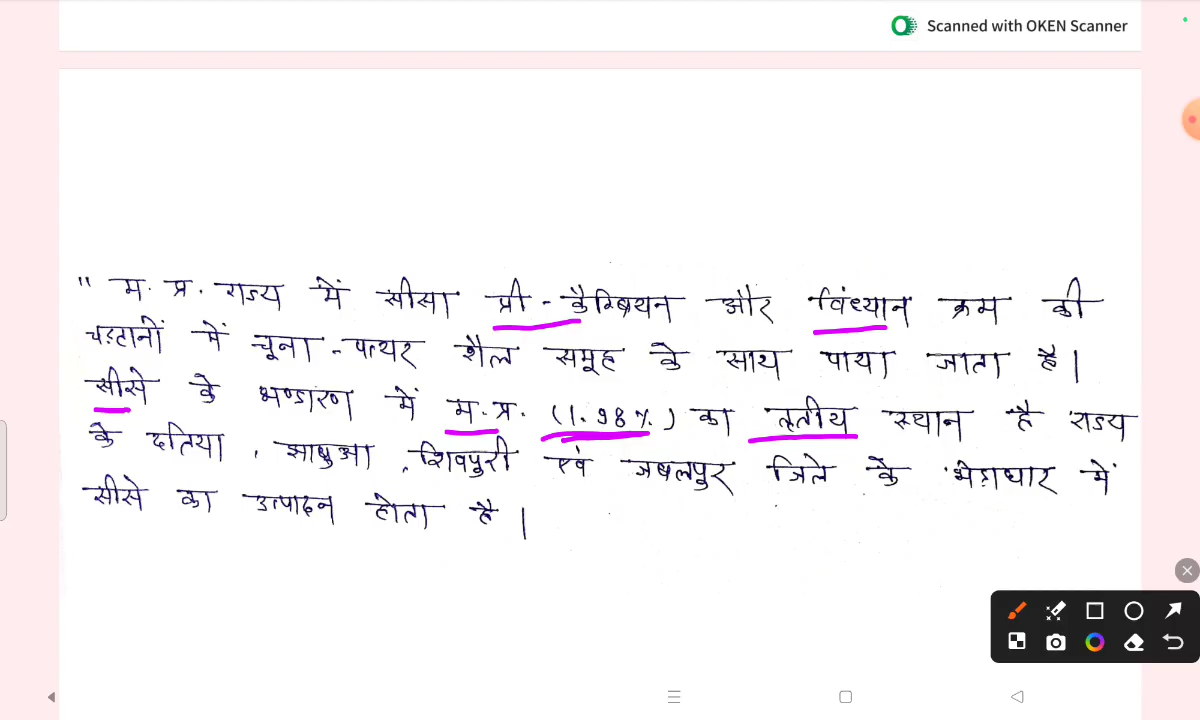 Scanned with OKEN Scanner
" म. प्र. राज्य में सीसा प्री - कैम्ब्रियन और विंध्यान क्रम की
चट्टानों में चूना - पत्थर शैल समूह के साथ पाया जाता है।
सीसे के भण्डारण में म.प्र. (1.98%) का तृतीय स्थान है राज्य
के दतिया , झाबुआ , शिवपुरी एवं जबलपुर जिले के भेड़ाघाट में
सीसे का उत्पादन होता है।